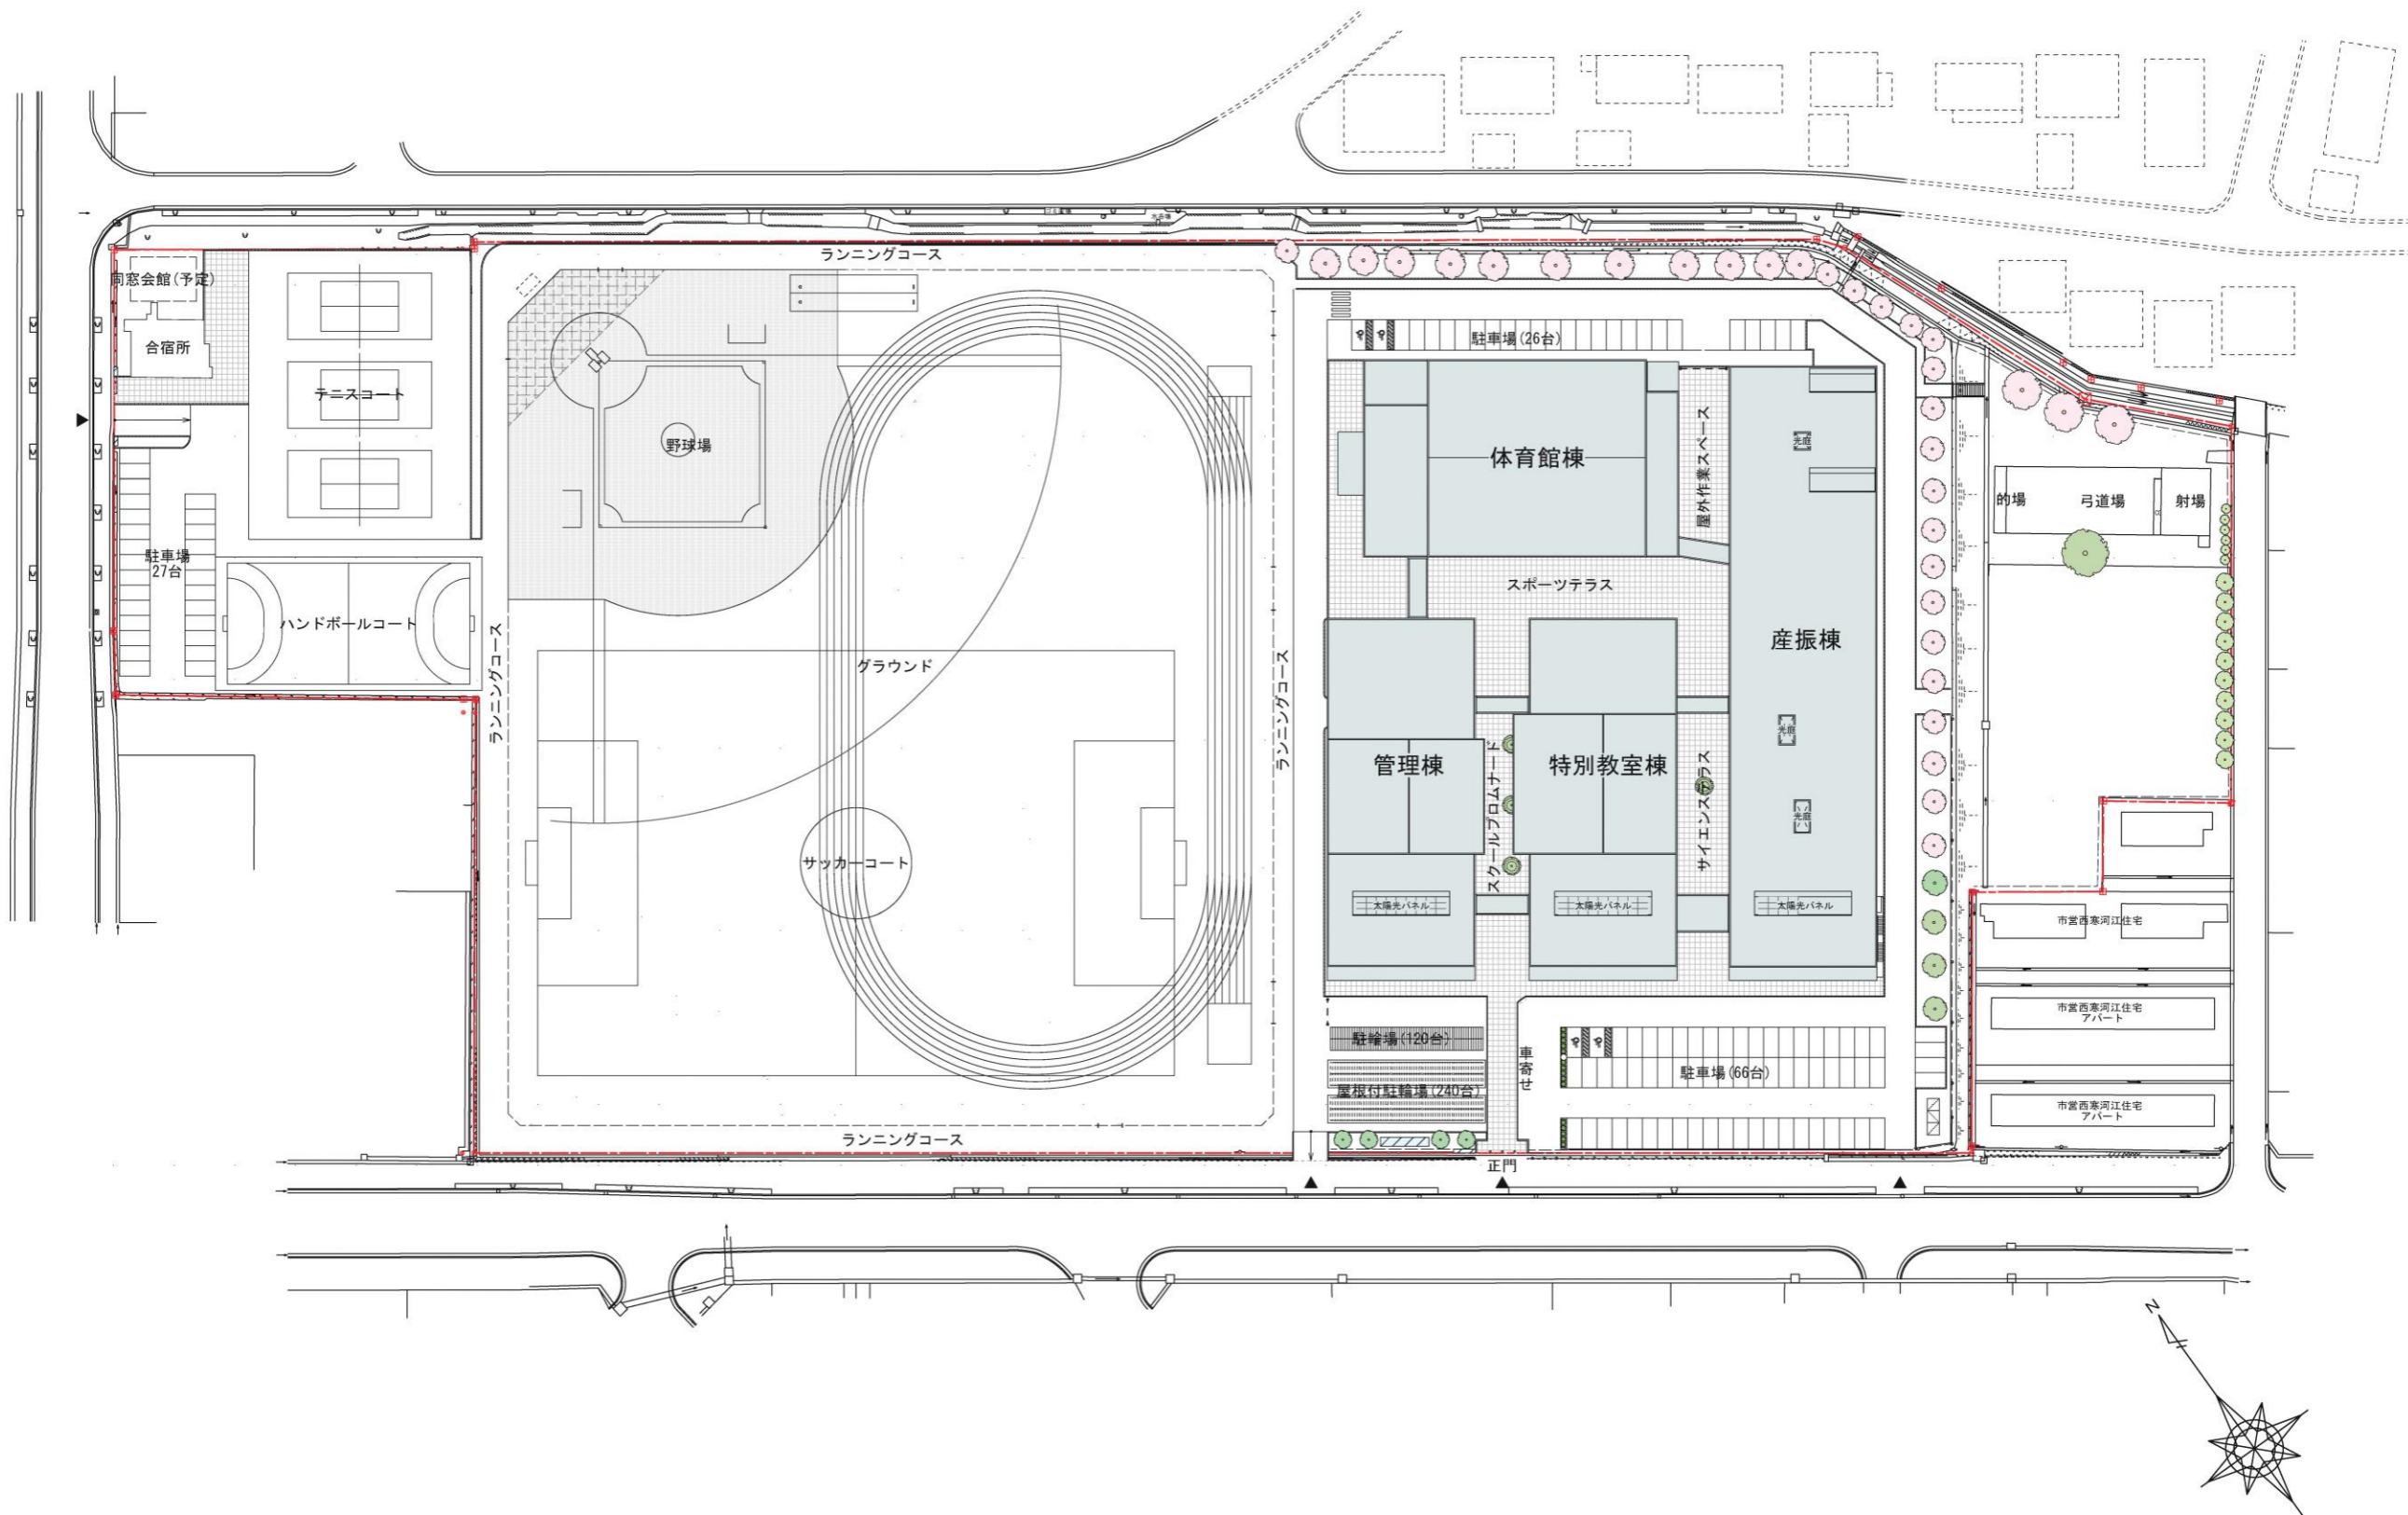 ランニングコース
同窓会館(予定)
合宿所
駐車場(26台)
テニスコート
野球場
体育館棟
屋外作業スペース
光庭
的場
弓道場
射場
駐車場
27台
スポーツテラス
ハンドボールコート
産振棟
ランニングコース
グラウンド
ランニングコース
光庭
管理棟
スクールプロムナード
特別教室棟
サイエンステラス
光庭
サッカーコート
太陽光パネル
太陽光パネル
太陽光パネル
市営西寒河江住宅
市営西寒河江住宅
アパート
駐輪場(120台)
車寄せ
駐車場(66台)
屋根付駐輪場(240台)
市営西寒河江住宅
アパート
ランニングコース
正門
N